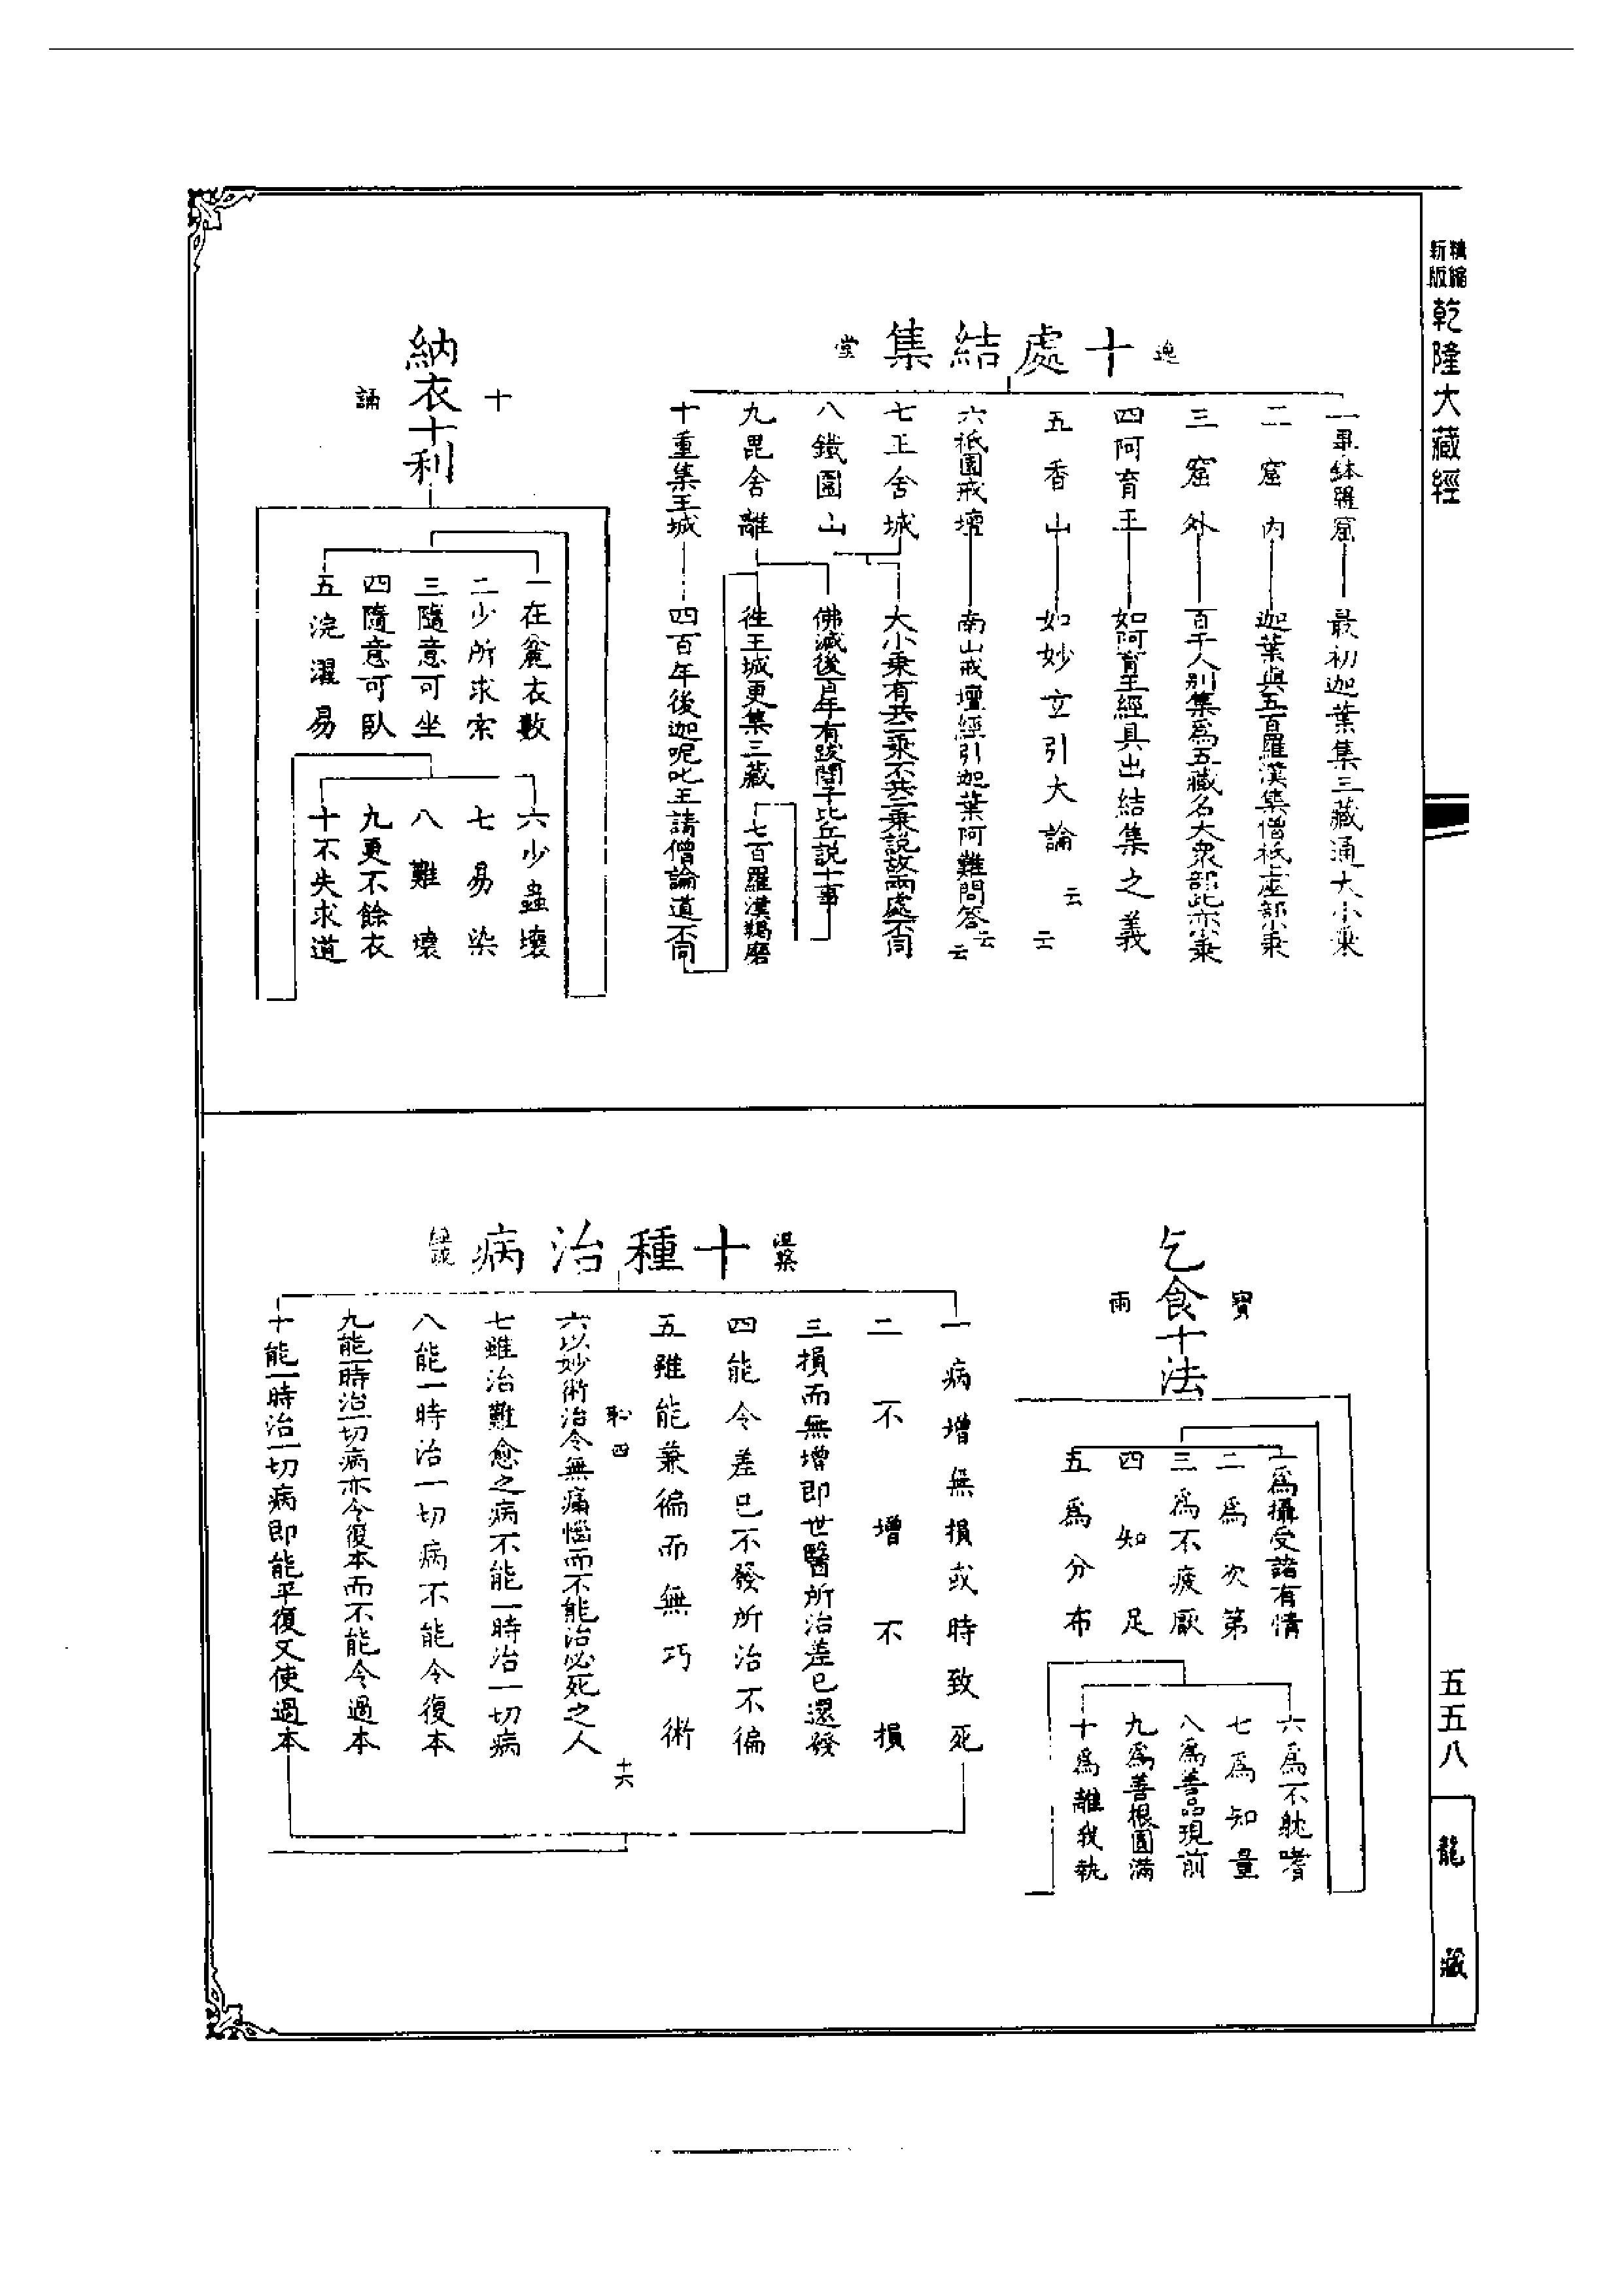 精縮新版
乾隆大藏經
逸
十處結集
堂
一畢鉢羅窟
最初迦葉集三藏通大小乘
二窟內
迦葉與五百羅漢集僧祇座部小乘
三窟外
百千人別集爲五藏名大衆部此亦小乘
四阿育王
如阿育王經具出結集之義
五香山
如妙立引大論云云
六祇園戒壇
南山戒壇經引迦葉阿難問答云云
七王舍城
大小乘有共二乘不共二乘說故兩處不同
八鐵圍山
九毘舍離
佛滅後百年有跋闍子比丘說十事
七百羅漢羯磨
徃王城更集三藏
十重集王城
四百年後迦呢叱王請僧論道不同
十
納衣十利
誦
一在麁衣數
二少所求索
三隨意可坐
四隨意可臥
五浣濯易
六少蟲壞
七易染
八難壞
九更不餘衣
十不失求道
寶
乞食十法
雨
一爲攝受諸有情
二爲次第
三爲不疲厭
四知足
五爲分布
六爲不躭嗜
七爲知量
八爲善品現前
九爲善根圓滿
十爲離我執
涅槃
十種治病
經疏
一病增無損或時致死
二不增不損
三損而無增即世醫所治差已還發
四能令差已不發所治不徧
五雖能兼徧而無巧術
四
十六
六以妙術治令無痛惱而不能治必死之人
七雖治難愈之病不能一時治一切病
八能一時治一切病不能令復本
九能一時治一切病亦令復本而不能令過本
十能一時治一切病即能平復又使過本
五五八
龍藏